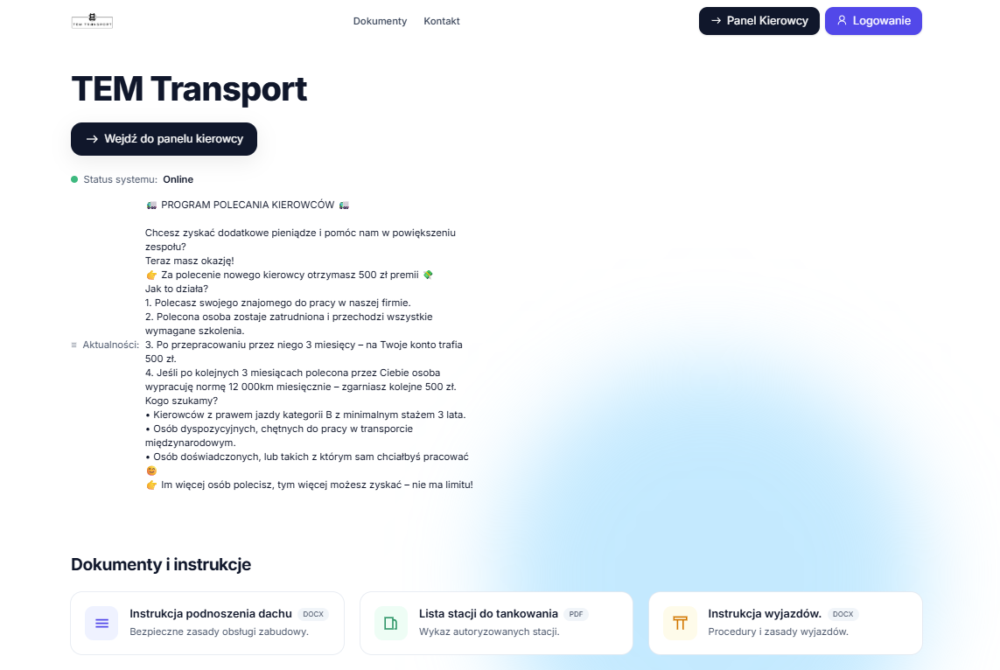 TEM TRANSPORT
Dokumenty
Kontakt
Panel Kierowcy
Logowanie
TEM Transport
Wejdź do panelu kierowcy
Status systemu: Online
🚛 PROGRAM POLECANIA KIEROWCÓW 🚛
Chcesz zyskać dodatkowe pieniądze i pomóc nam w powiększeniu
zespołu?
Teraz masz okazję!
👉 Za polecenie nowego kierowcy otrzymasz 500 zł premii 💸
Jak to działa?
1. Polecasz swojego znajomego do pracy w naszej firmie.
2. Polecona osoba zostaje zatrudniona i przechodzi wszystkie
wymagane szkolenia.
Aktualności:
3. Po przepracowaniu przez niego 3 miesięcy – na Twoje konto trafia
500 zł.
4. Jeśli po kolejnych 3 miesiącach polecona przez Ciebie osoba
wypracuję normę 12 000km miesięcznie – zgarniasz kolejne 500 zł.
Kogo szukamy?
• Kierowców z prawem jazdy kategorii B z minimalnym stażem 3 lata.
• Osób dyspozycyjnych, chętnych do pracy w transporcie
międzynarodowym.
• Osób doświadczonych, lub takich z którym sam chciałbyś pracować
😊
👉 Im więcej osób polecisz, tym więcej możesz zyskać – nie ma limitu!
Dokumenty i instrukcje
Instrukcja podnoszenia dachu DOCX
Bezpieczne zasady obsługi zabudowy.
Lista stacji do tankowania PDF
Wykaz autoryzowanych stacji.
Instrukcja wyjazdów. DOCX
Procedury i zasady wyjazdów.